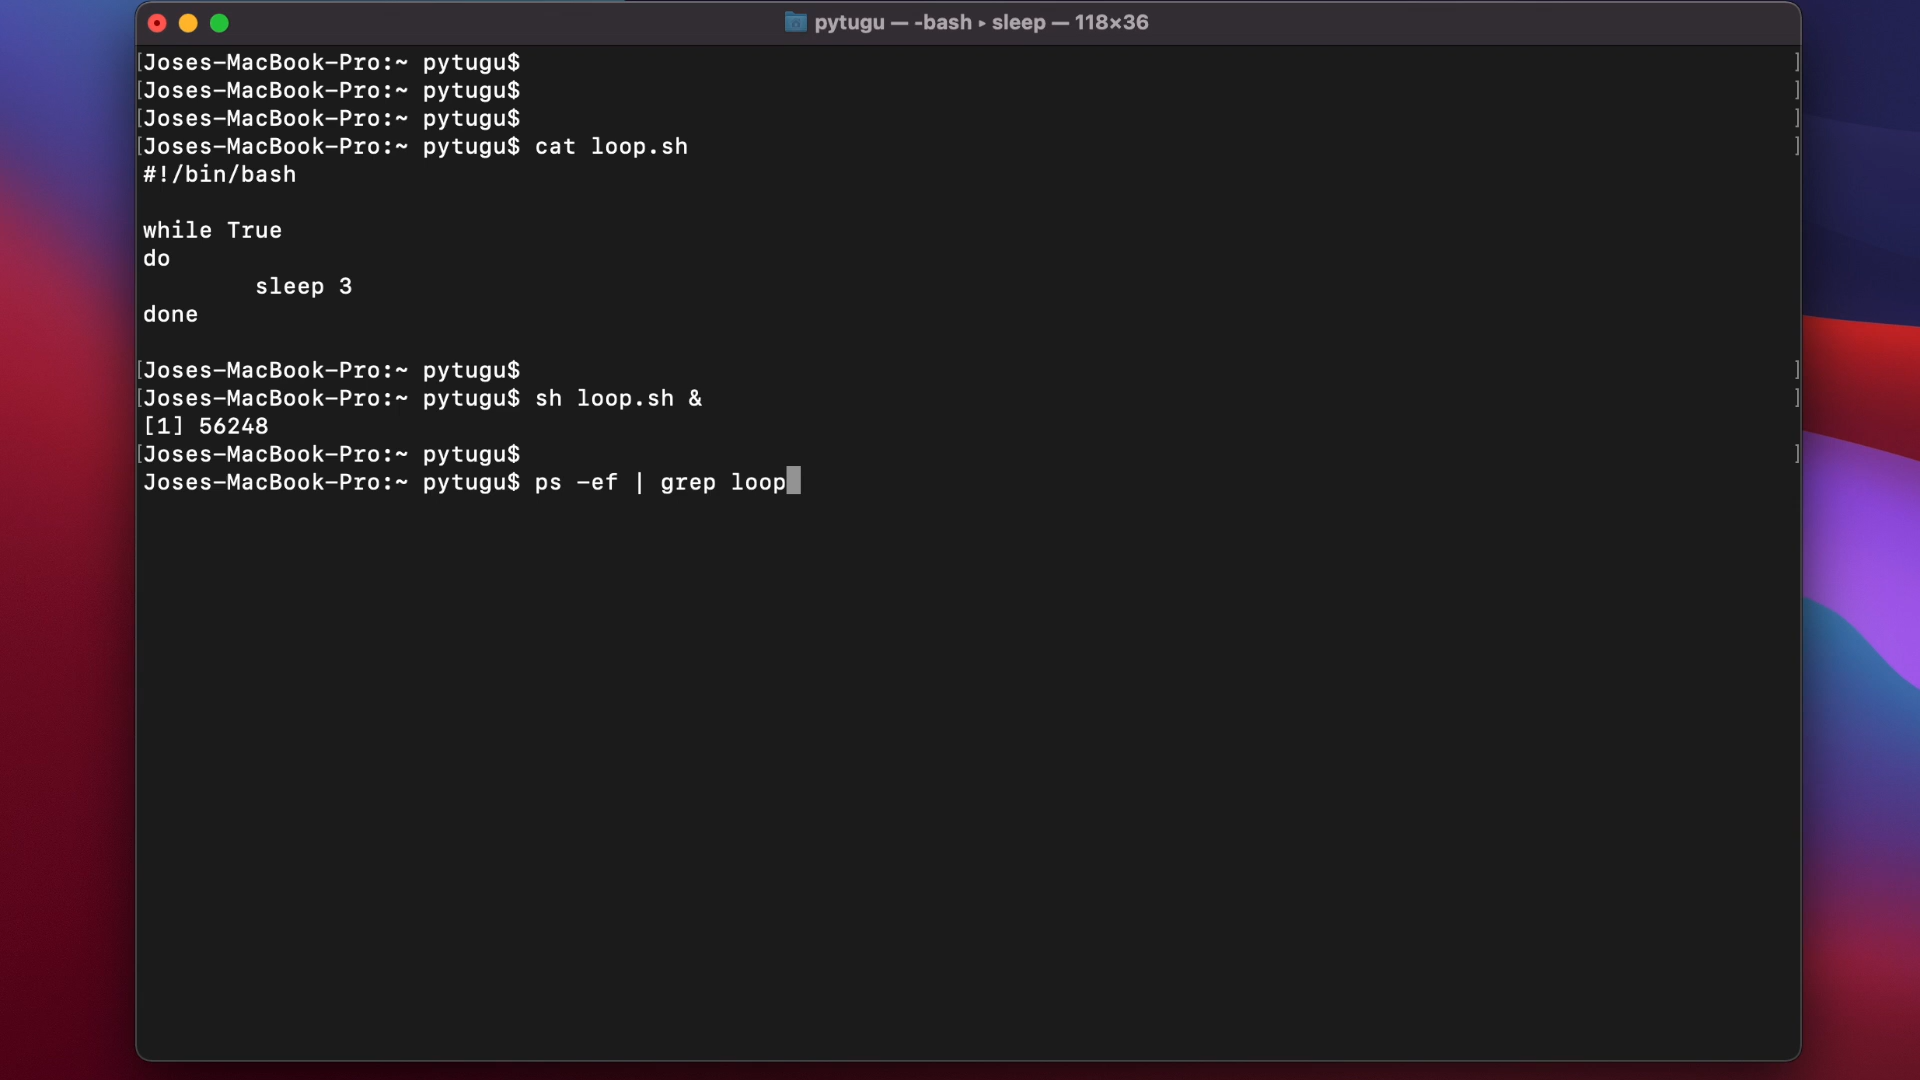 pytugu — -bash ▸ sleep — 118×36
[Joses-MacBook-Pro:~ pytugu$ ]
[Joses-MacBook-Pro:~ pytugu$ ]
[Joses-MacBook-Pro:~ pytugu$ ]
[Joses-MacBook-Pro:~ pytugu$ cat loop.sh ]
#!/bin/bash
while True
do
sleep 3
done
[Joses-MacBook-Pro:~ pytugu$ ]
[Joses-MacBook-Pro:~ pytugu$ sh loop.sh & ]
[1] 56248
[Joses-MacBook-Pro:~ pytugu$ ]
Joses-MacBook-Pro:~ pytugu$ ps -ef | grep loop